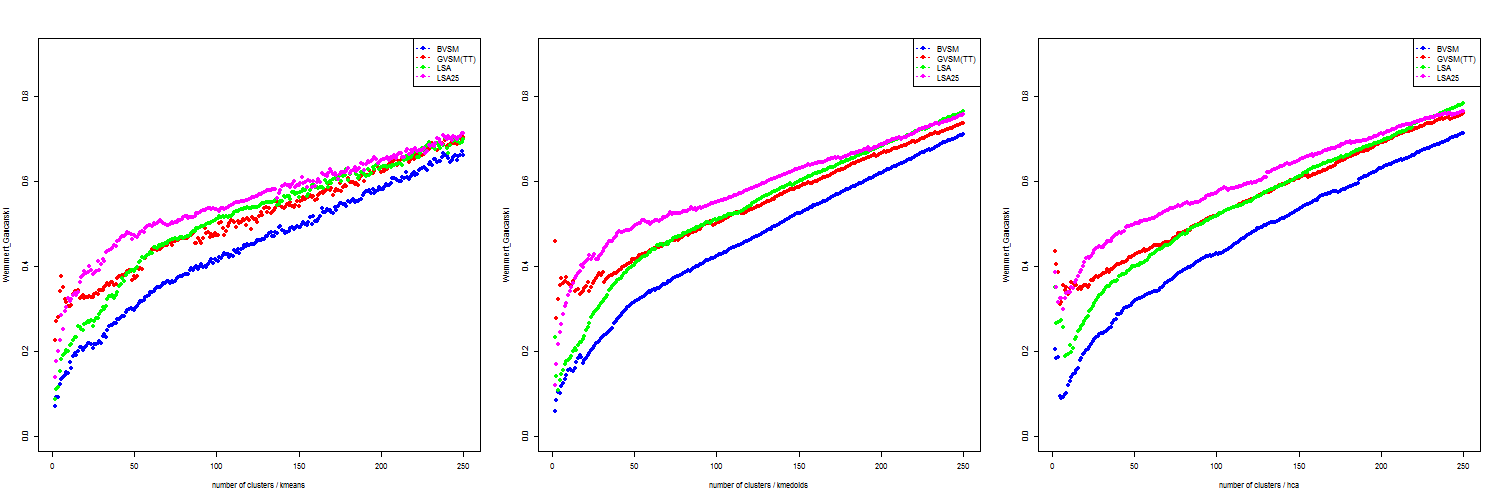 Wemmert_Gancarski
0.0
0.2
0.4
0.6
0.8
BVSM
GVSM(TT)
LSA
LSA25
0 50 100 150 200 250
number of clusters / kmeans
Wemmert_Gancarski
0.0
0.2
0.4
0.6
0.8
BVSM
GVSM(TT)
LSA
LSA25
0 50 100 150 200 250
number of clusters / kmedoids
Wemmert_Gancarski
0.0
0.2
0.4
0.6
0.8
BVSM
GVSM(TT)
LSA
LSA25
0 50 100 150 200 250
number of clusters / hca